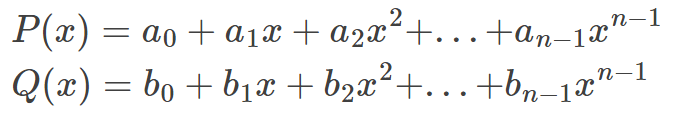 P(x) = a₀ + a₁x + a₂x² + . . . + aₙ₋₁xⁿ⁻¹
Q(x) = b₀ + b₁x + b₂x² + . . . + bₙ₋₁xⁿ⁻¹